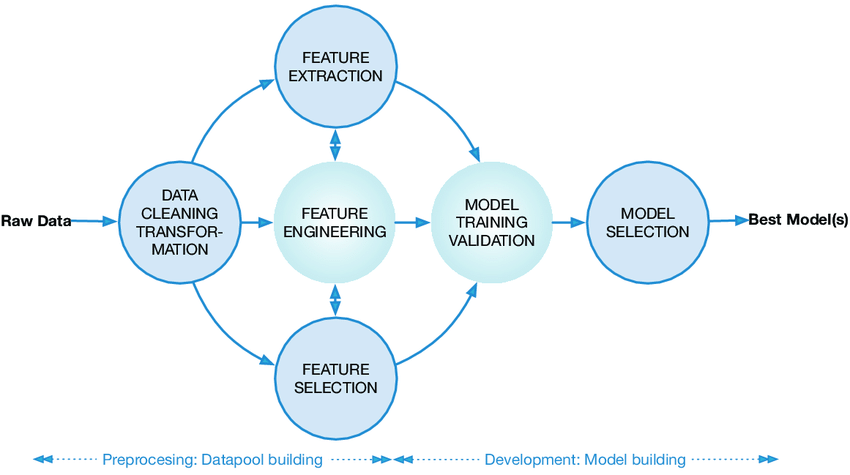 FEATURE
EXTRACTION
Raw Data
DATA
CLEANING
TRANSFOR-
MATION
FEATURE
ENGINEERING
MODEL
TRAINING
VALIDATION
MODEL
SELECTION
Best Model(s)
FEATURE
SELECTION
Preprocesing: Datapool building
Development: Model building